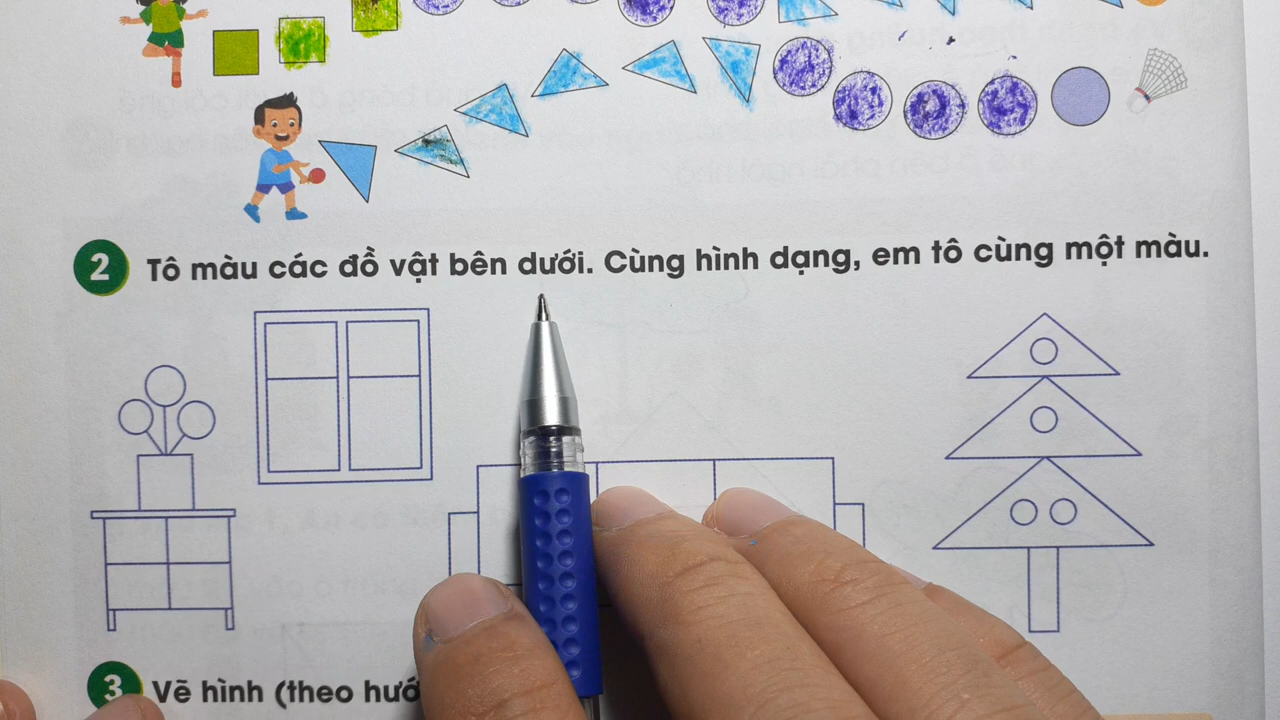 2 Tô màu các đồ vật bên dưới. Cùng hình dạng, em tô cùng một màu.
3 Vẽ hình (theo hướ